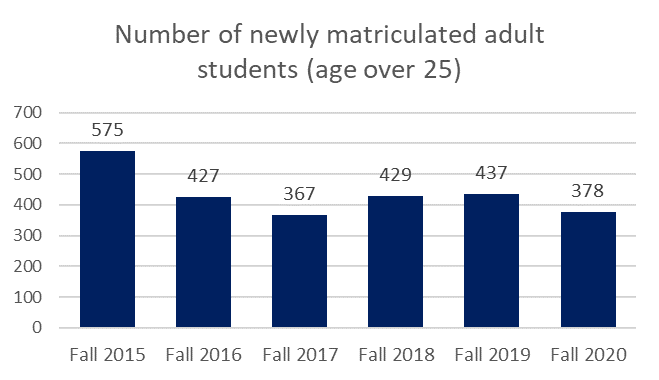 Number of newly matriculated adult
students (age over 25)
700
600
500
400
300
200
100
0
575
427
367
429
437
378
Fall 2015
Fall 2016
Fall 2017
Fall 2018
Fall 2019
Fall 2020